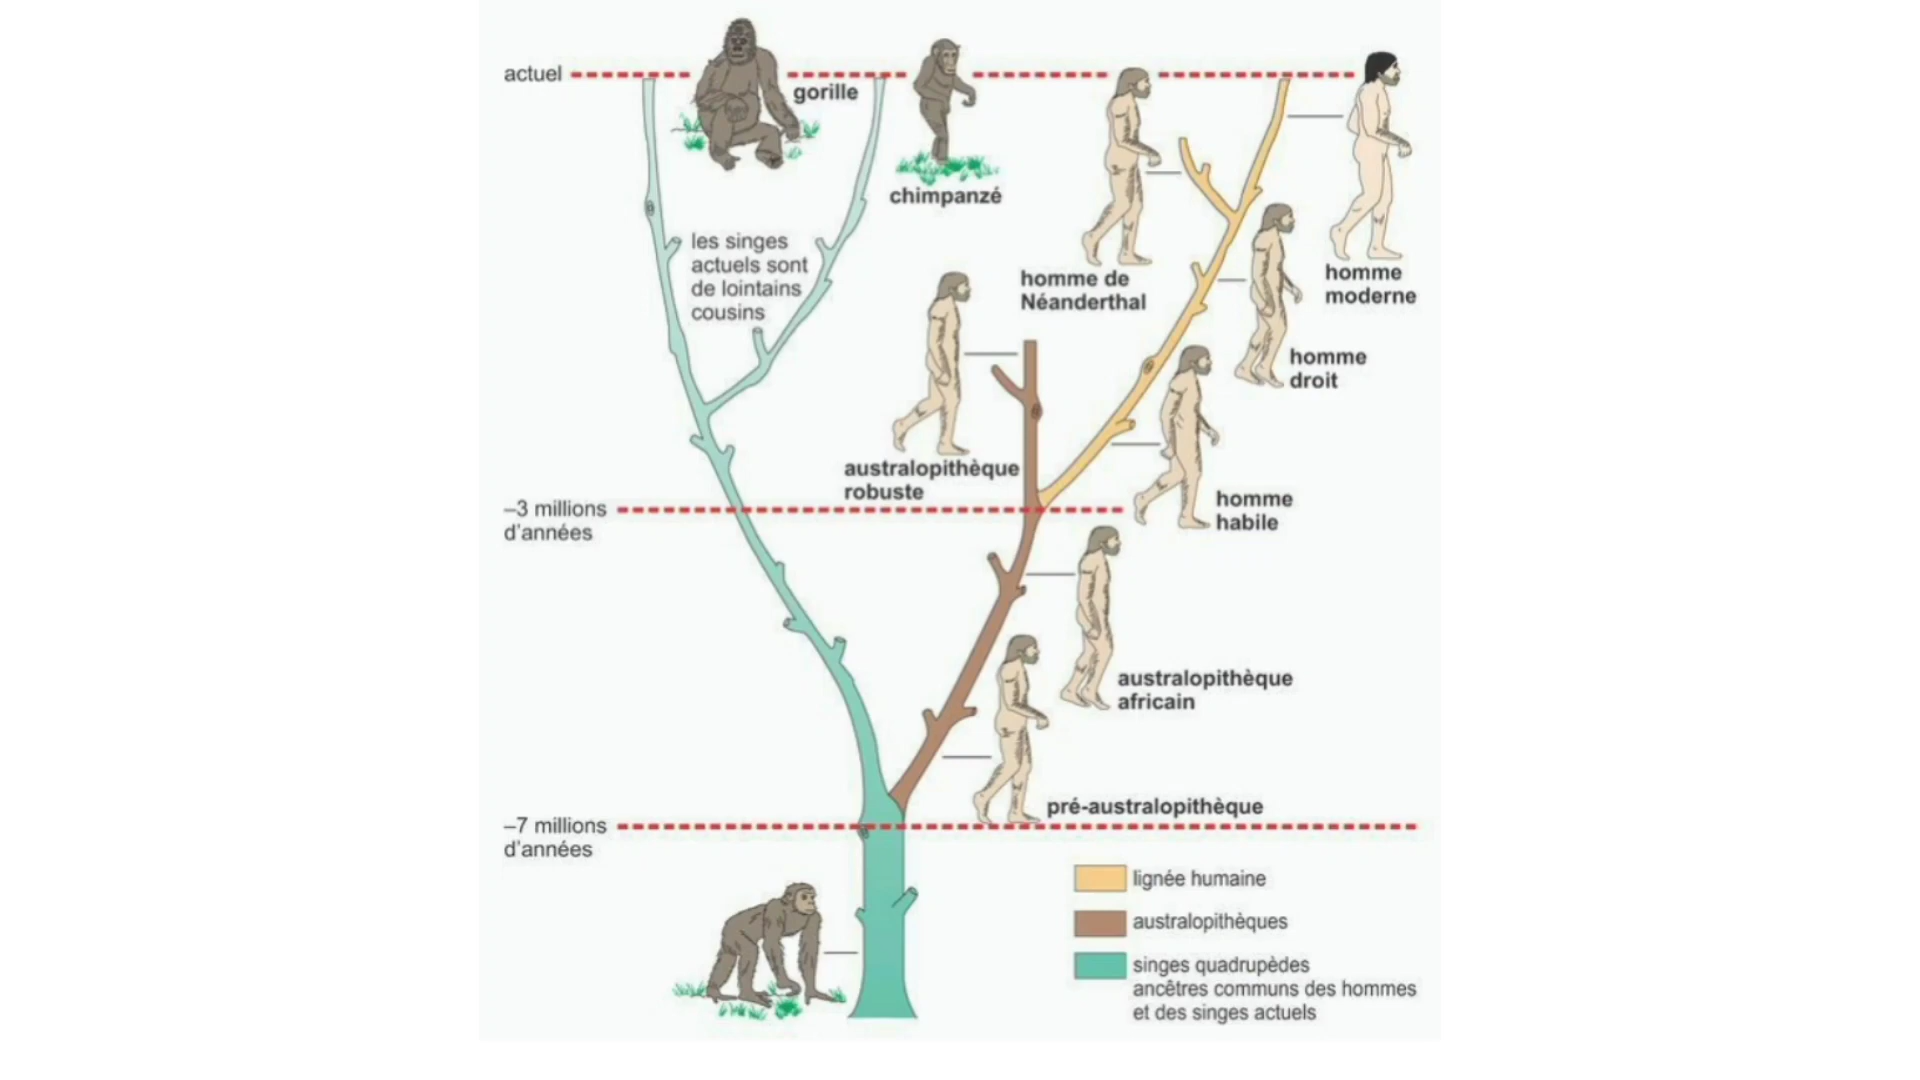 actuel
gorille
chimpanzé
les singes
actuels sont
de lointains
cousins
homme de
Néanderthal
homme
moderne
homme
droit
australopithèque
robuste
homme
habile
–3 millions
d'années
australopithèque
africain
pré-australopithèque
–7 millions
d'années
lignée humaine
australopithèques
singes quadrupèdes
ancêtres communs des hommes
et des singes actuels